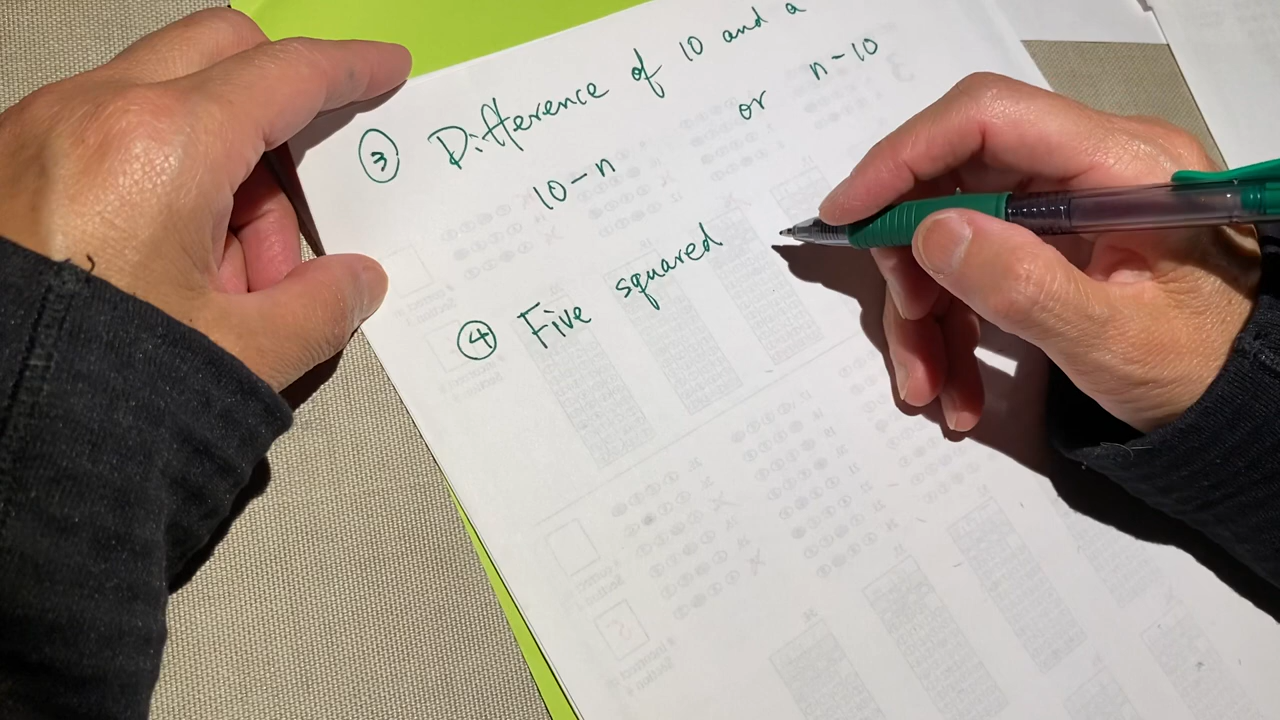 ③ Difference of 10 and a
10-n or n-10
④ Five squared